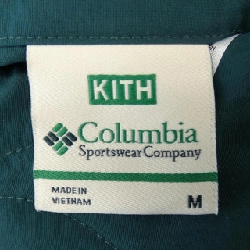 KITH
Columbia
Sportswear Company
MADE IN
VIETNAM
M